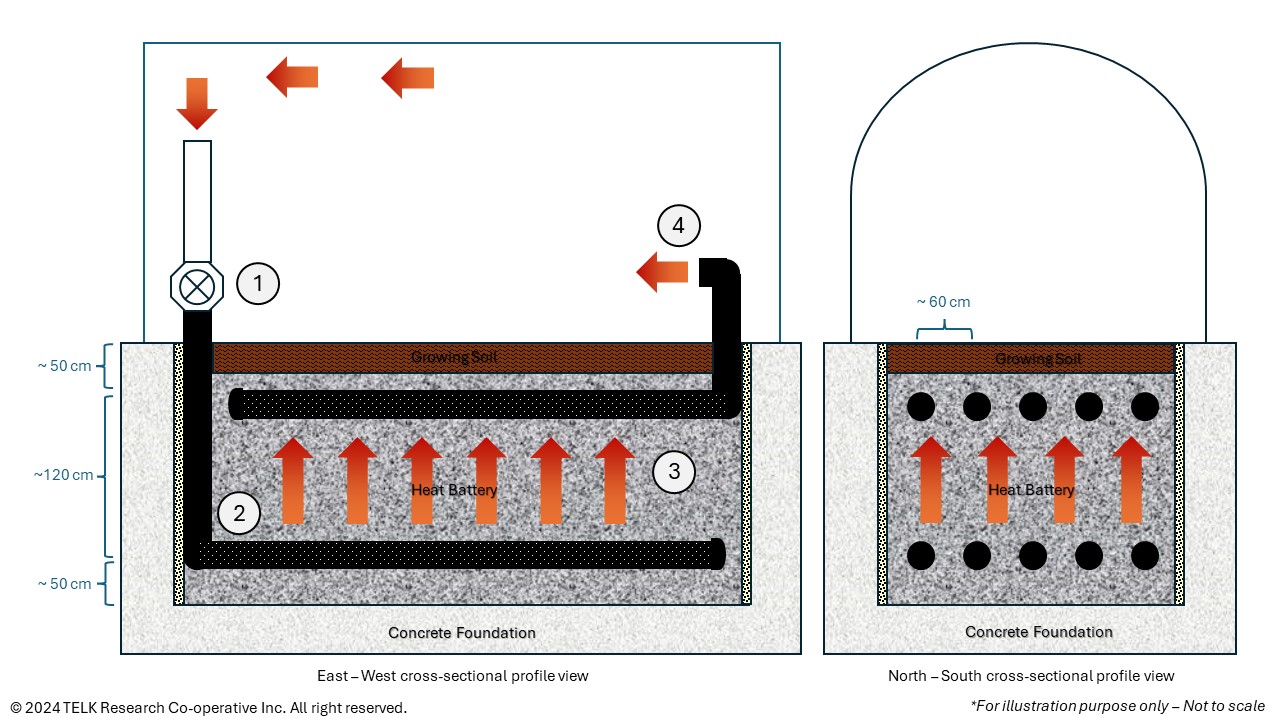 4
~ 60 cm
1
~ 50 cm
Growing Soil
Growing Soil
~120 cm
3
Heat Battery
Heat Battery
2
~ 50 cm
Concrete Foundation
Concrete Foundation
East – West cross-sectional profile view
North – South cross-sectional profile view
© 2024 TELK Research Co-operative Inc. All right reserved.
*For illustration purpose only – Not to scale